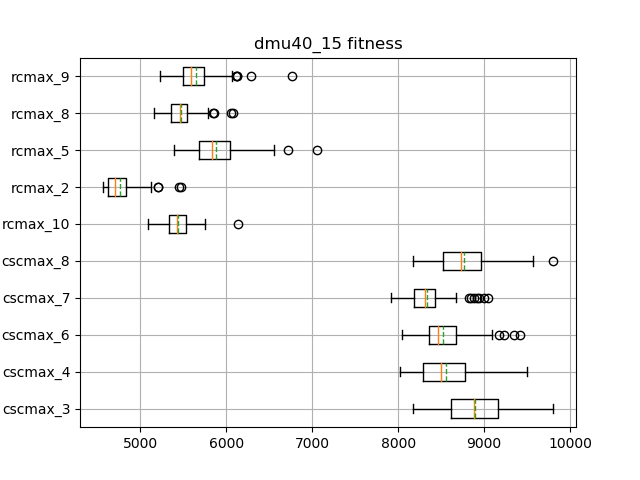 dmu40_15 fitness
rcmax_9
rcmax_8
rcmax_5
rcmax_2
rcmax_10
cscmax_8
cscmax_7
cscmax_6
cscmax_4
cscmax_3
5000 6000 7000 8000 9000 10000